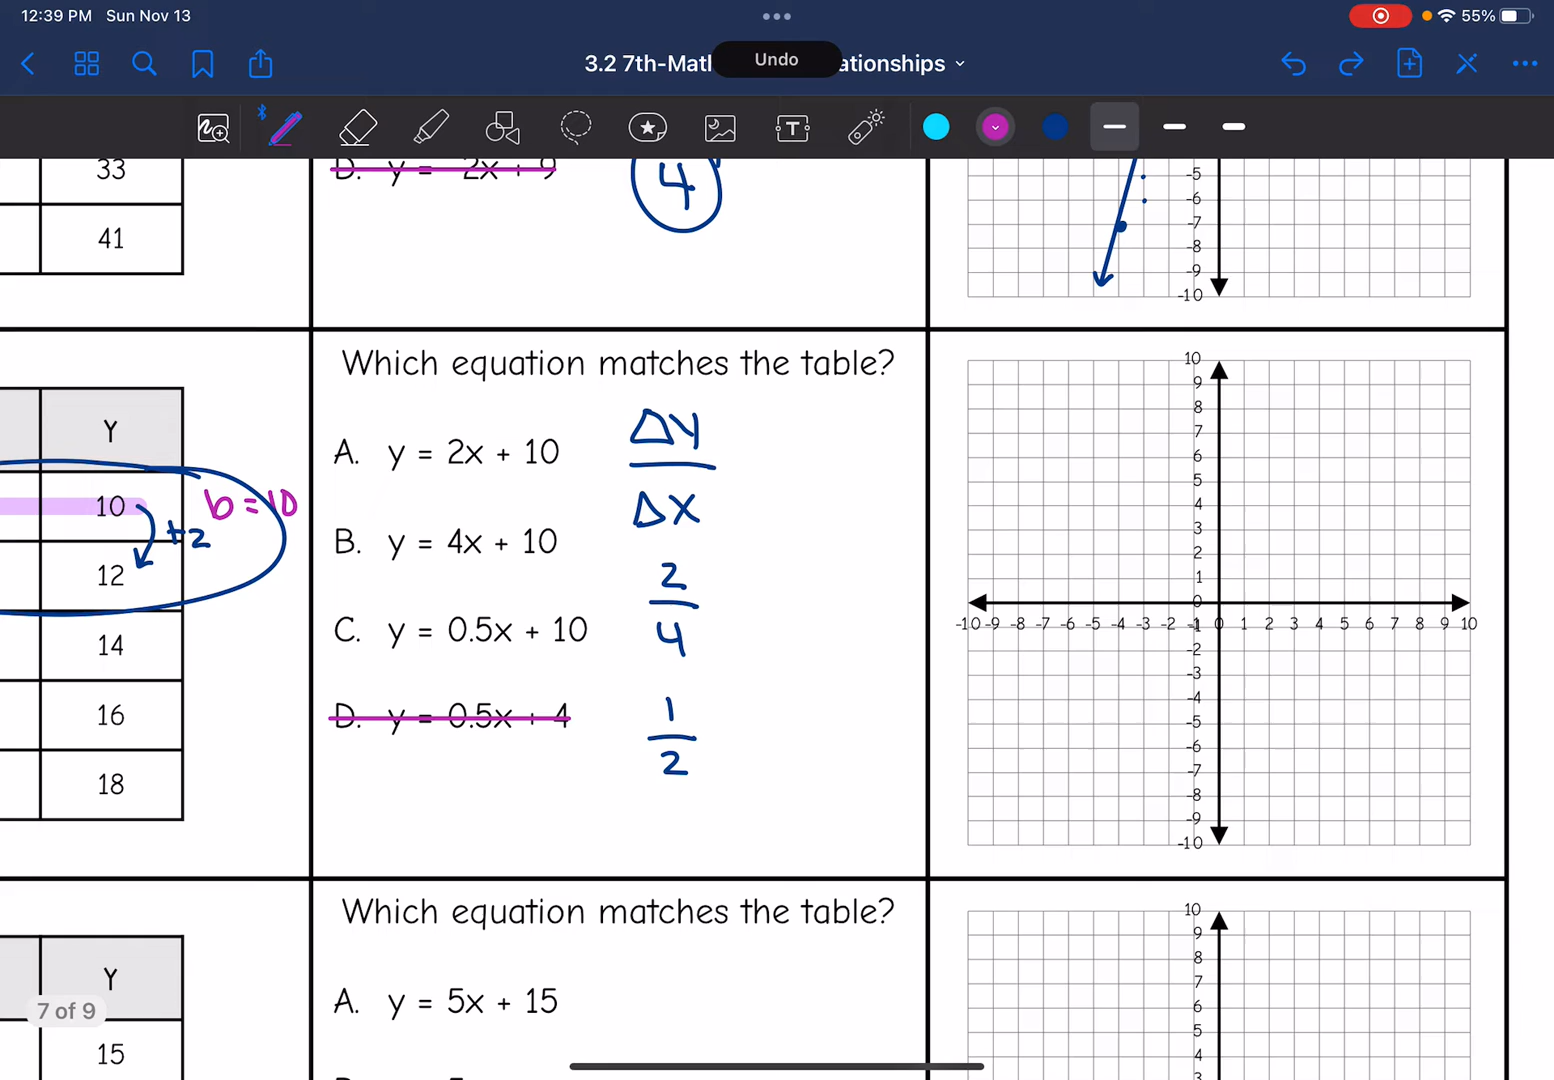 12:39 PM Sun Nov 13
55%
3.2 7th-Mat
Undo
ationships
T
33
41
D. y = 2x + 9
4
-5
-6
-7
-8
-9
-10
Y
10
12
14
16
18
b = 10
+2
Which equation matches the table?
A. y = 2x + 10
B. y = 4x + 10
C. y = 0.5x + 10
D. y = 0.5x + 4
ΔY
ΔX
2
4
1
2
10
9
8
7
6
5
4
3
2
1
0
-10 -9 -8 -7 -6 -5 -4 -3 -2 -1 0 1 2 3 4 5 6 7 8 9 10
-2
-3
-4
-5
-6
-7
-8
-9
-10
Y
7 of 9
15
Which equation matches the table?
A. y = 5x + 15
10
9
8
7
6
5
4
3